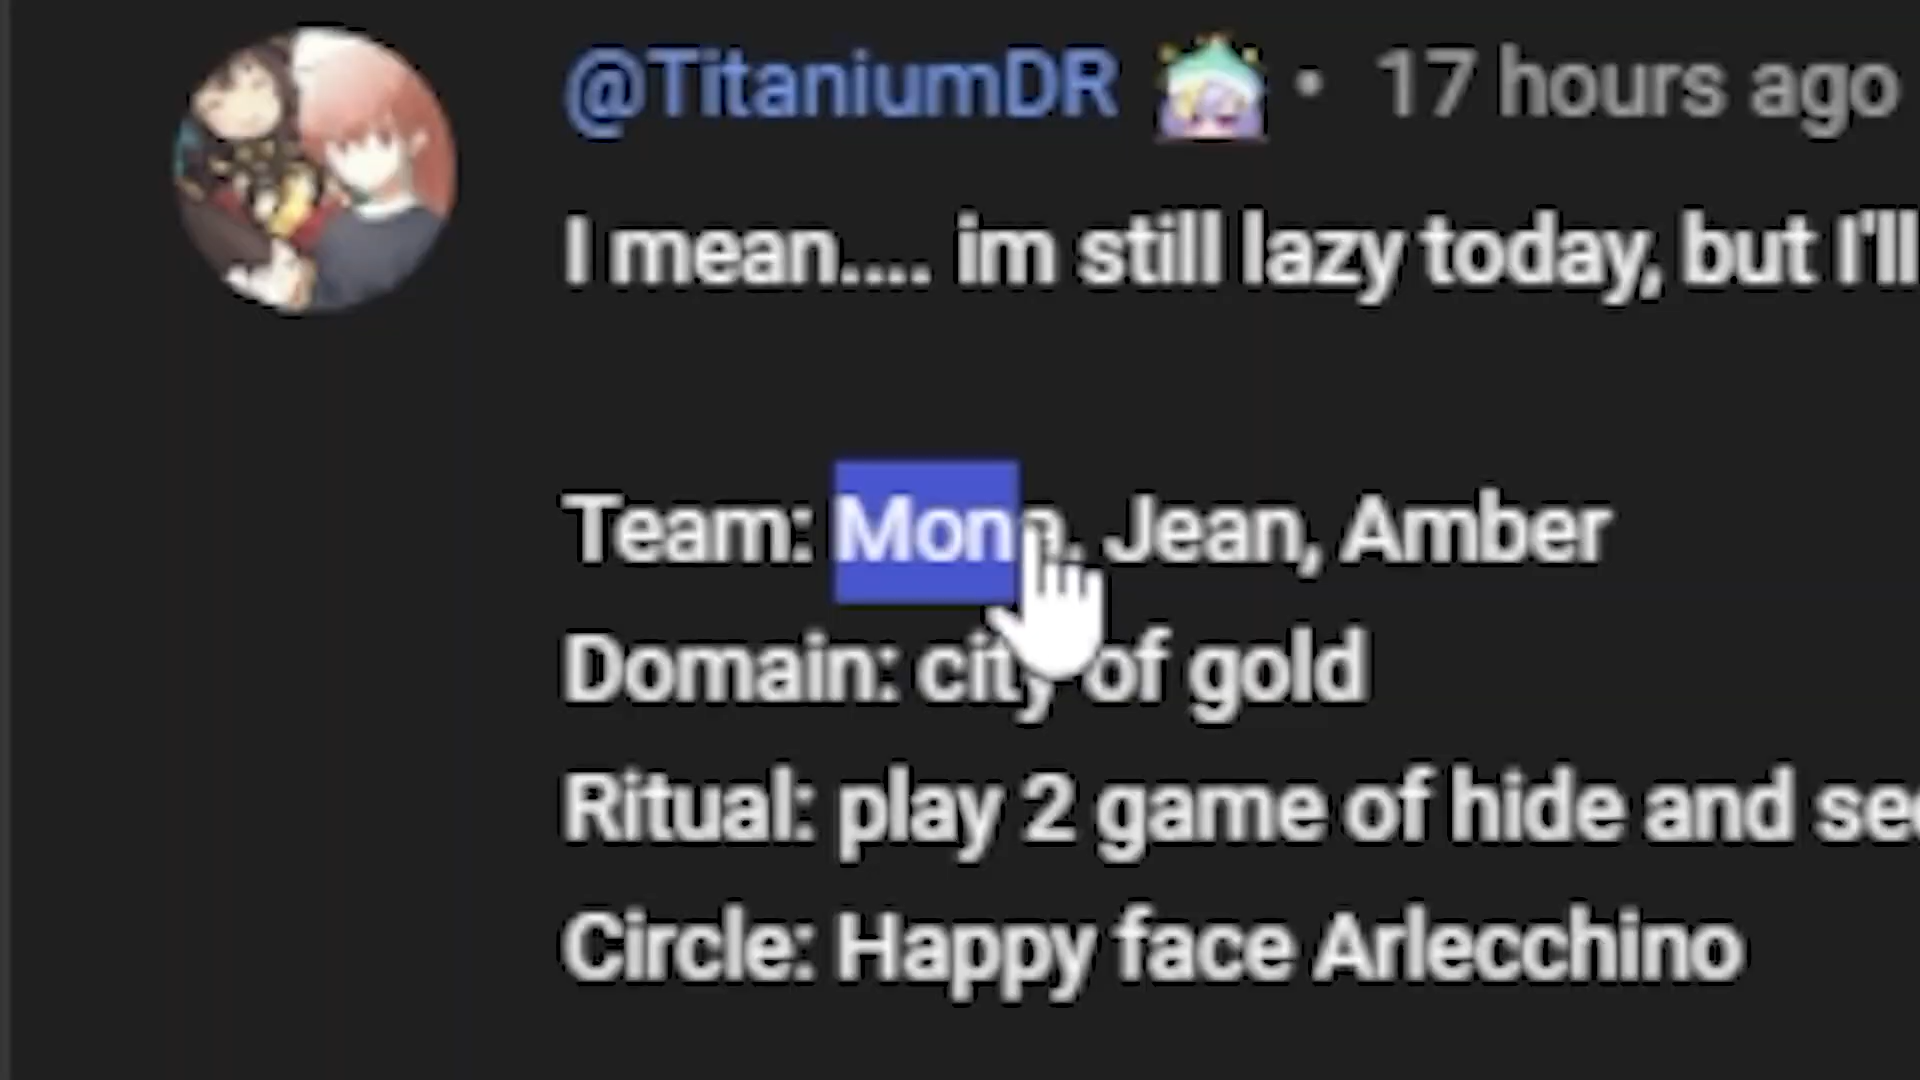 @TitaniumDR • 17 hours ago
I mean.... im still lazy today, but I'll
Team: Mona, Jean, Amber
Domain: city of gold
Ritual: play 2 game of hide and see
Circle: Happy face Arlecchino